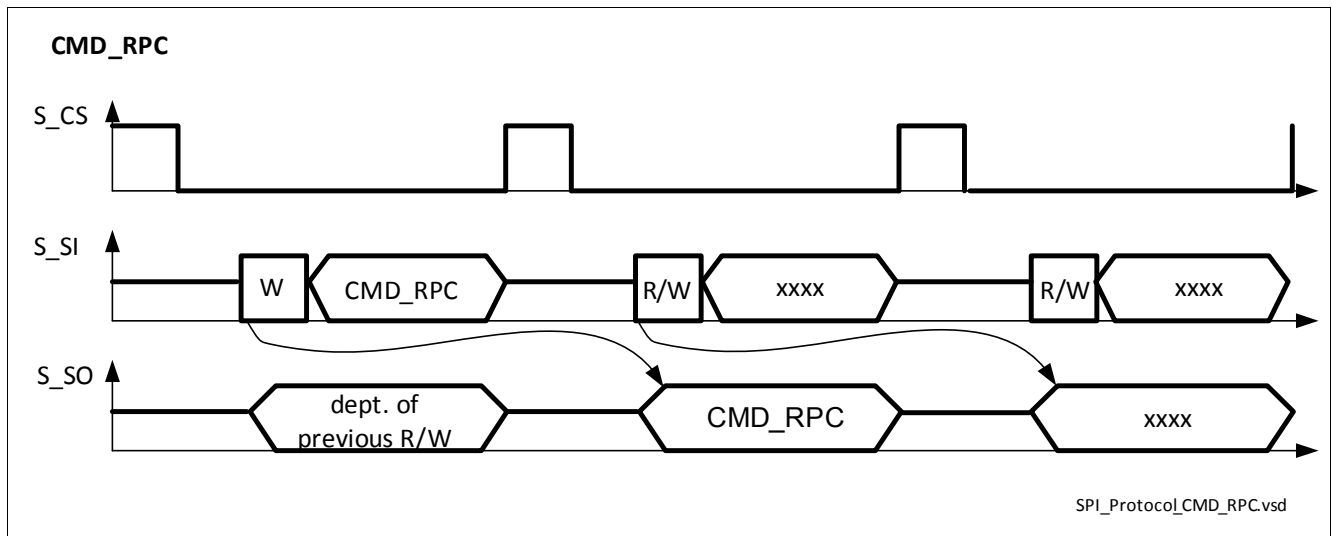 CMD_RPC
S_CS
S_SI
W
CMD_RPC
R/W
xxxx
R/W
xxxx
S_SO
dept. of
previous R/W
CMD_RPC
xxxx
SPI_Protocol_CMD_RPC.vsd